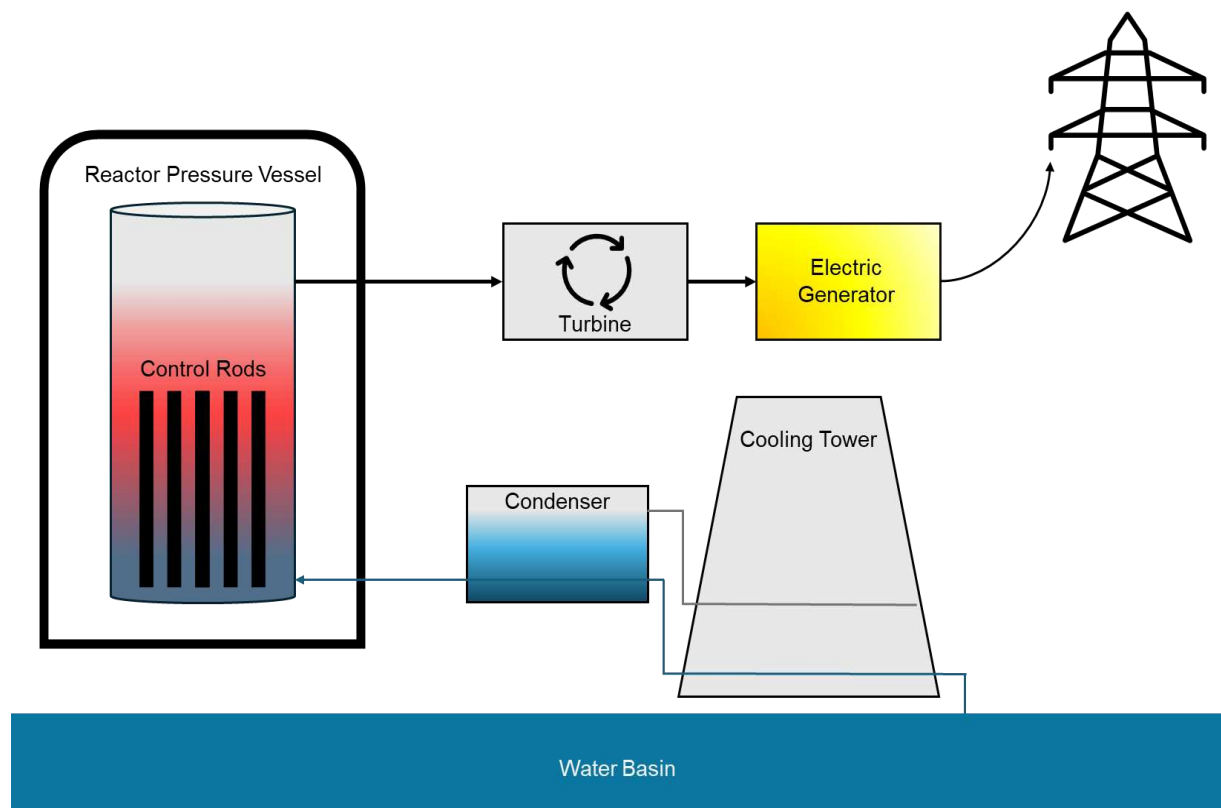 Reactor Pressure Vessel
Control Rods
Turbine
Electric
Generator
Cooling Tower
Condenser
Water Basin